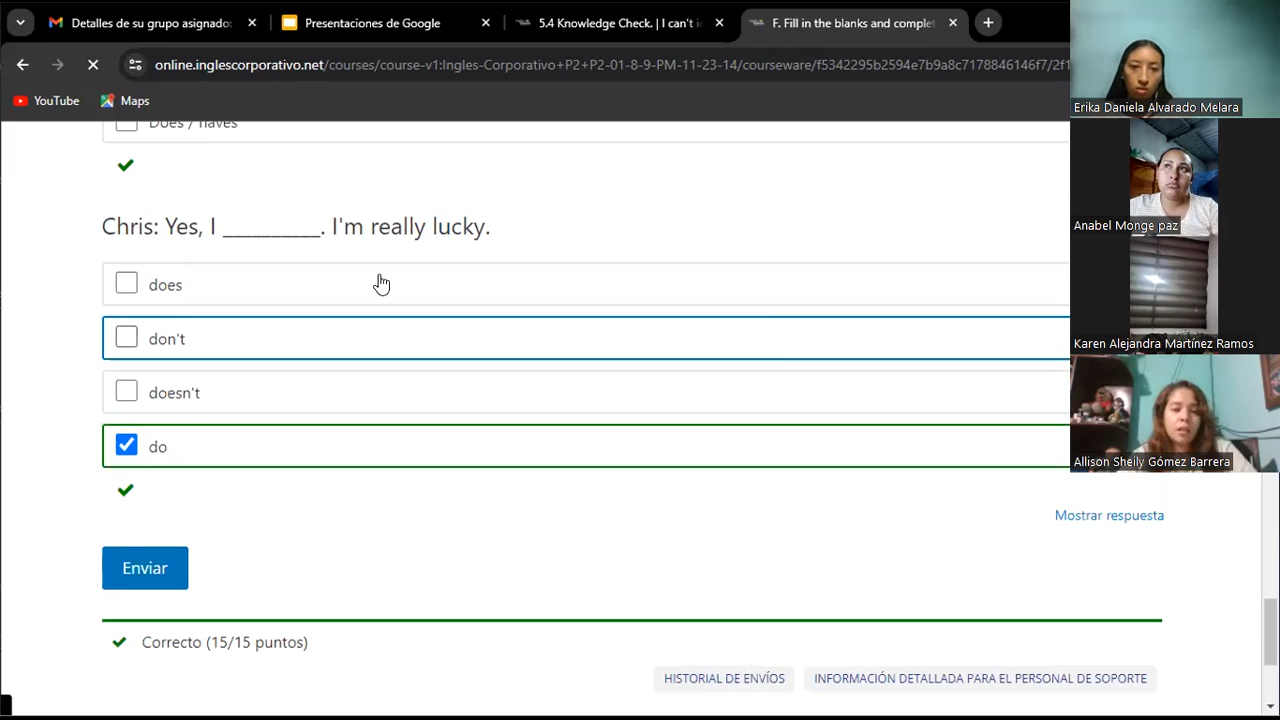 Detalles de su grupo asignado:
Presentaciones de Google
5.4 Knowledge Check. | I can't i
F. Fill in the blanks and complet
online.inglescorporativo.net/courses/course-v1:Ingles-Corporativo+P2+P2-01-8-9-PM-11-23-14/courseware/f5342295b2594e7b9a8c7178846146f7/2f1
YouTube
Maps
Does / haves
Chris: Yes, I __________. I'm really lucky.
does
don't
doesn't
do
Mostrar respuesta
Enviar
Correcto (15/15 puntos)
HISTORIAL DE ENVÍOS
INFORMACIÓN DETALLADA PARA EL PERSONAL DE SOPORTE
Erika Daniela Alvarado Melara
Anabel Monge paz
Karen Alejandra Martínez Ramos
Allison Sheily Gómez Barrera